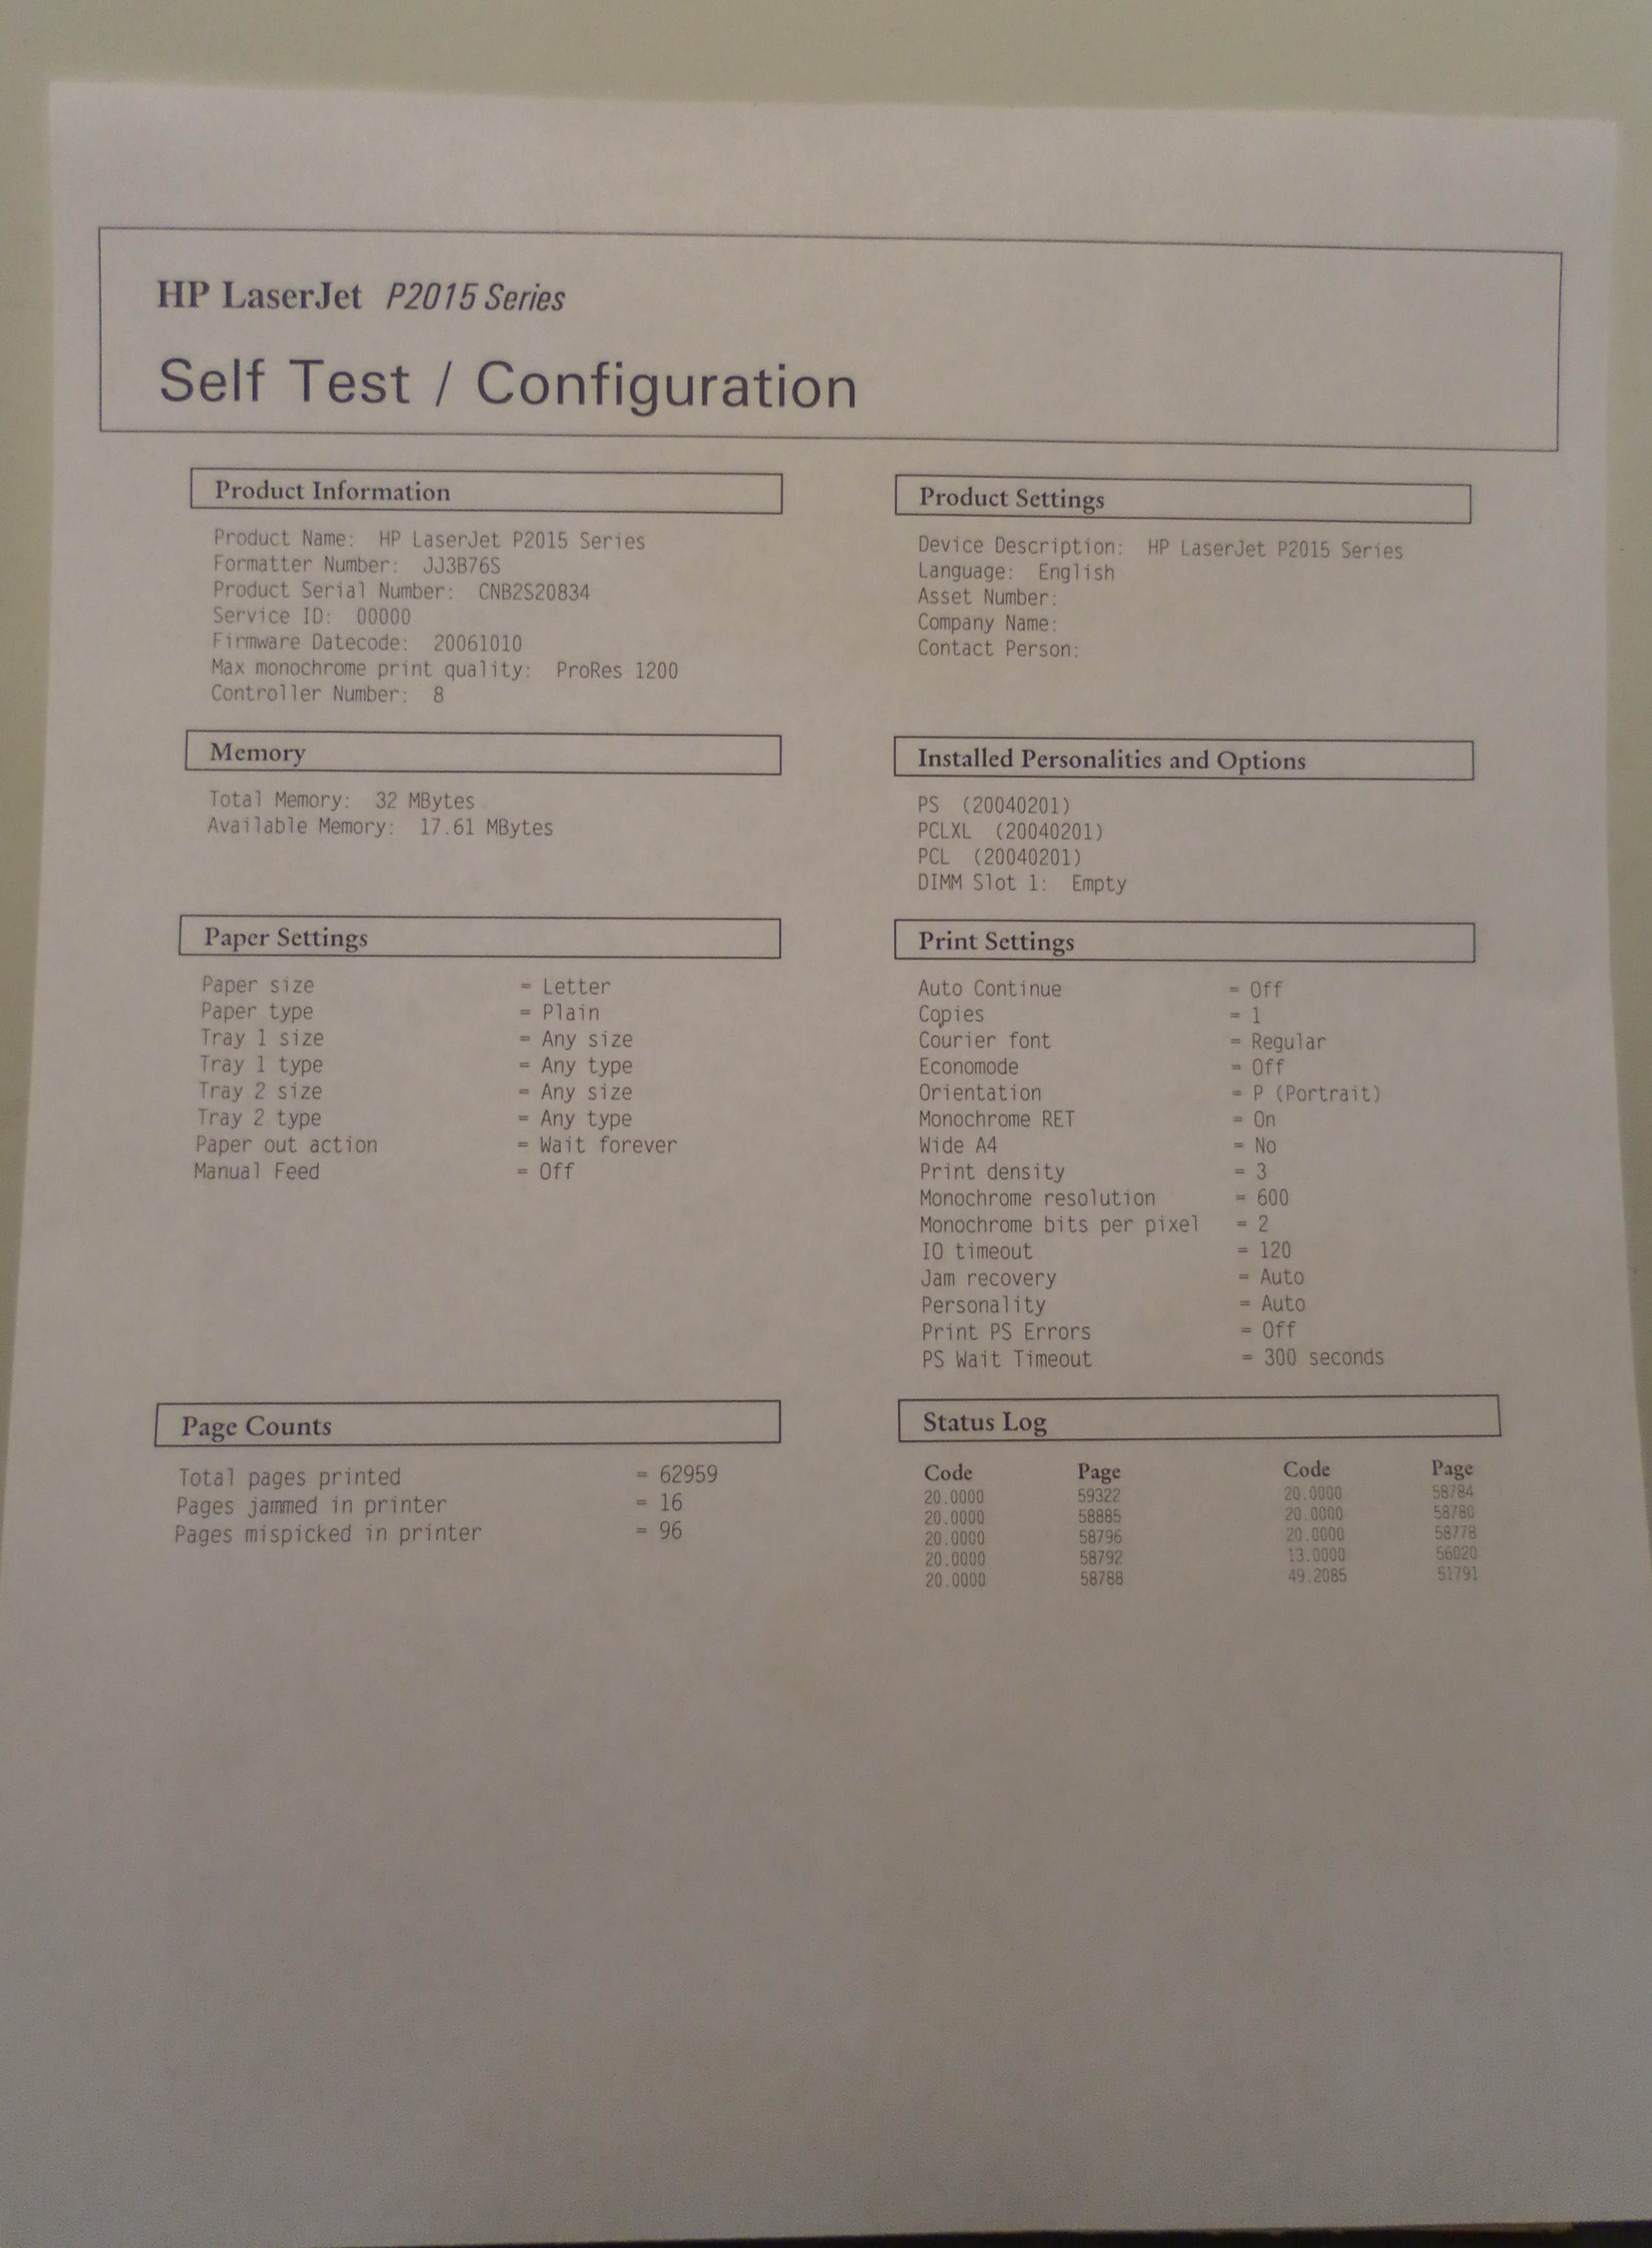 HP LaserJet P2015 Series
Self Test / Configuration
Product Information
Product Name: HP LaserJet P2015 Series
Formatter Number: JJ3B76S
Product Serial Number: CNB2S20834
Service ID: 00000
Firmware Datecode: 20061010
Max monochrome print quality: ProRes 1200
Controller Number: 8
Product Settings
Device Description: HP LaserJet P2015 Series
Language: English
Asset Number:
Company Name:
Contact Person:
Memory
Total Memory: 32 MBytes
Available Memory: 17.61 MBytes
Installed Personalities and Options
PS (20040201)
PCLXL (20040201)
PCL (20040201)
DIMM Slot 1: Empty
Paper Settings
Paper size = Letter
Paper type = Plain
Tray 1 size = Any size
Tray 1 type = Any type
Tray 2 size = Any size
Tray 2 type = Any type
Paper out action = Wait forever
Manual Feed = Off
Print Settings
Auto Continue = Off
Copies = 1
Courier font = Regular
Economode = Off
Orientation = P (Portrait)
Monochrome RET = On
Wide A4 = No
Print density = 3
Monochrome resolution = 600
Monochrome bits per pixel = 2
IO timeout = 120
Jam recovery = Auto
Personality = Auto
Print PS Errors = Off
PS Wait Timeout = 300 seconds
Page Counts
Total pages printed = 62959
Pages jammed in printer = 16
Pages mispicked in printer = 96
Status Log
Code Page Code Page
20.0000 59322 20.0000 58784
20.0000 58885 20.0000 58780
20.0000 58796 20.0000 58778
20.0000 58792 13.0000 56020
20.0000 58788 49.2085 51791